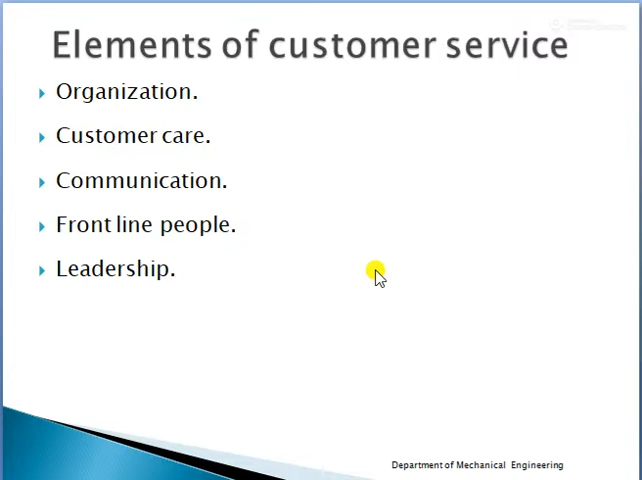 Elements of customer service
Organization.
Customer care.
Communication.
Front line people.
Leadership.
Department of Mechanical Engineering